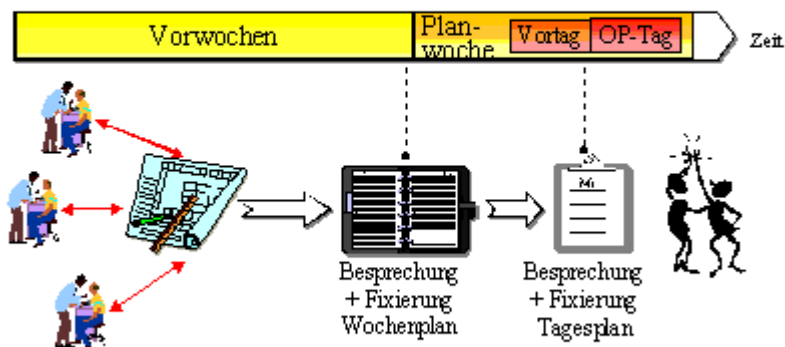 Vorwochen
Plan-
woche
Vortag
OP-Tag
Zeit
Besprechung
+ Fixierung
Wochenplan
Besprechung
+ Fixierung
Tagesplan